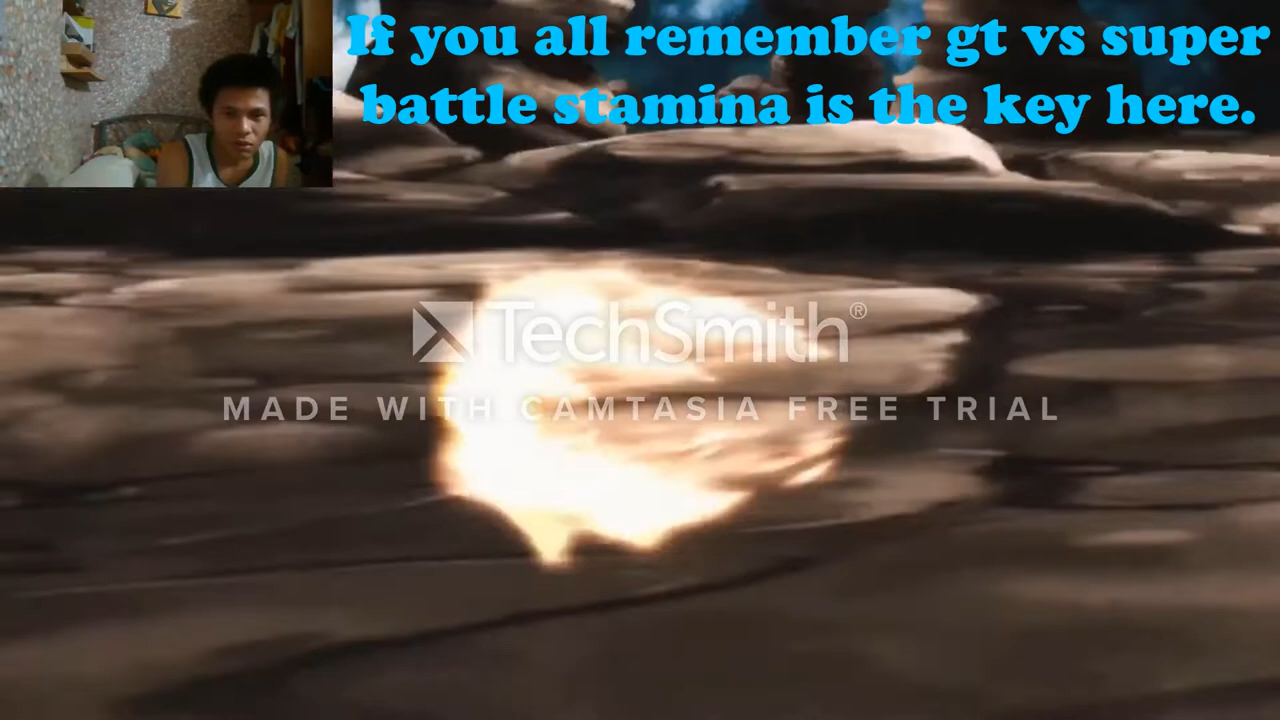 If you all remember gt vs super
battle stamina is the key here.
TechSmith®
MADE WITH CAMTASIA FREE TRIAL